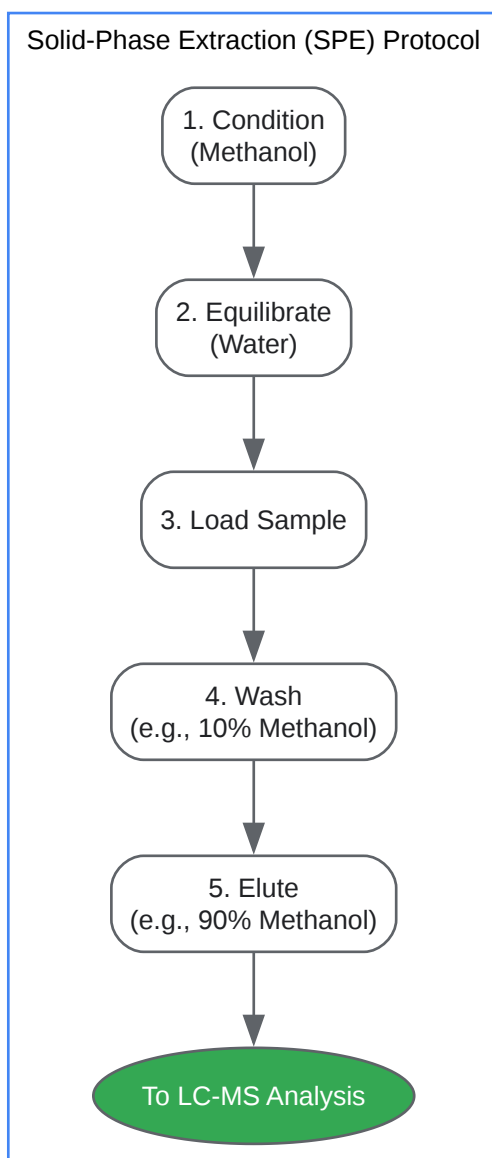 Solid-Phase Extraction (SPE) Protocol
1. Condition
(Methanol)
2. Equilibrate
(Water)
3. Load Sample
4. Wash
(e.g., 10% Methanol)
5. Elute
(e.g., 90% Methanol)
To LC-MS Analysis